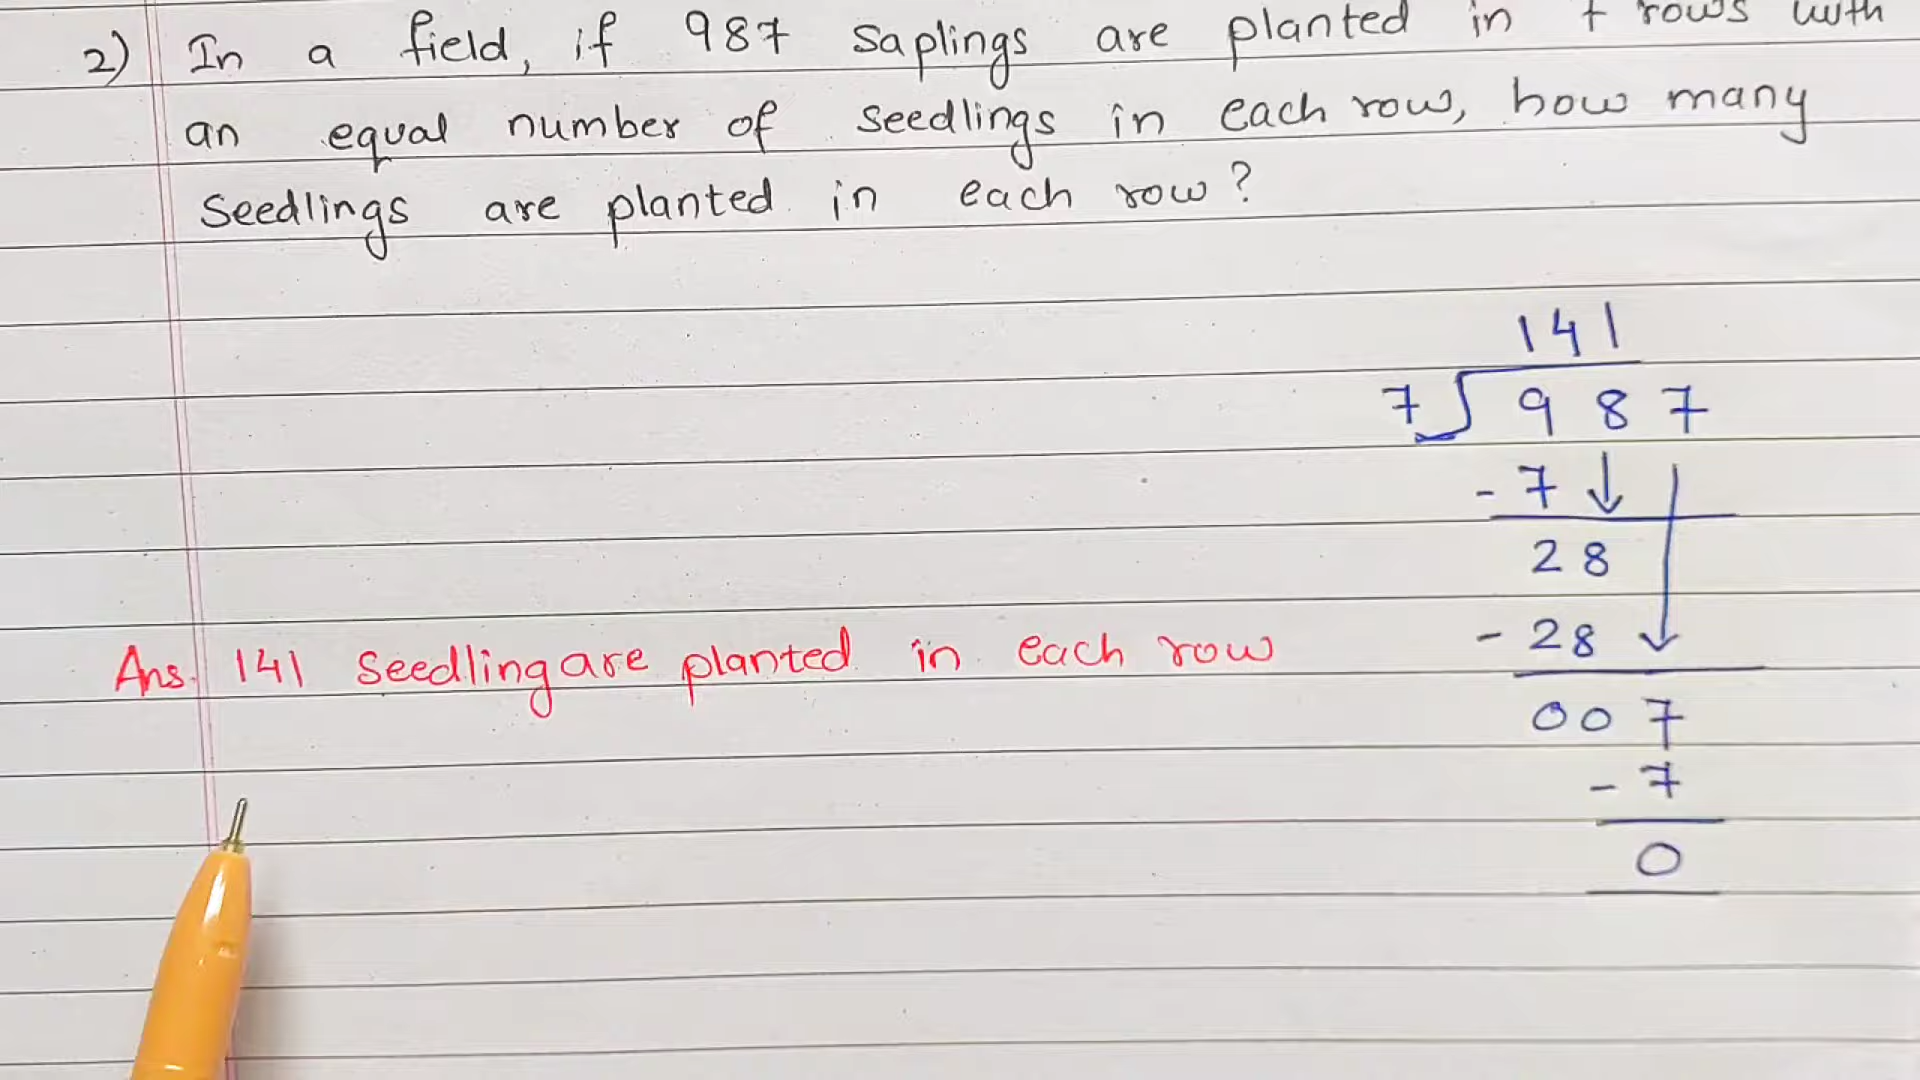 2) In a field, if 987 saplings are planted in 7 rows with
an equal number of seedlings in each row, how many
seedlings are planted in each row?
141
7 987
- 7
28
- 28
Ans. 141 Seedling are planted in each row
007
- 7
0